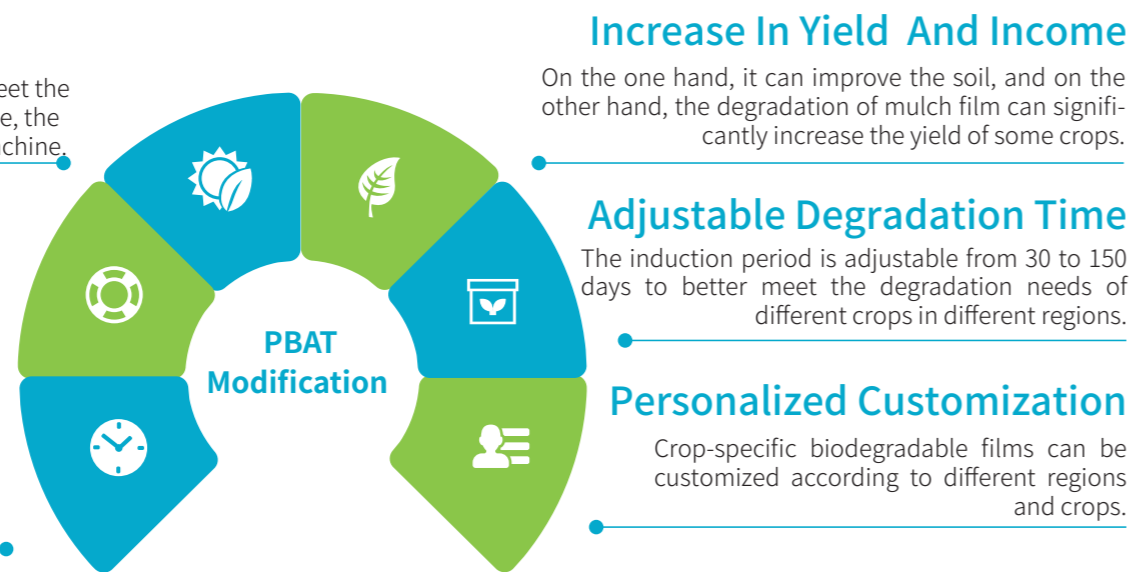 eet the
e, the
achine.
PBAT
Modification
Increase In Yield And Income
On the one hand, it can improve the soil, and on the
other hand, the degradation of mulch film can signifi-
cantly increase the yield of some crops.
Adjustable Degradation Time
The induction period is adjustable from 30 to 150
days to better meet the degradation needs of
different crops in different regions.
Personalized Customization
Crop-specific biodegradable films can be
customized according to different regions
and crops.